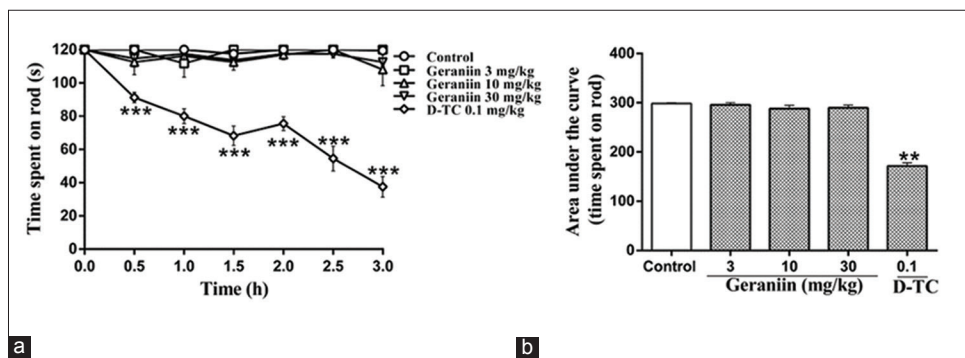 120
100
80
60
40
20
0
Time spent on rod (s)
0.0 0.5 1.0 1.5 2.0 2.5 3.0
Time (h)
Control
Geraniin 3 mg/kg
Geraniin 10 mg/kg
Geraniin 30 mg/kg
D-TC 0.1 mg/kg
***
***
***
***
***
***
a
400
300
200
100
0
Area under the curve
(time spent on rod)
**
Control 3 10 30 0.1
Geraniin (mg/kg) D-TC
b